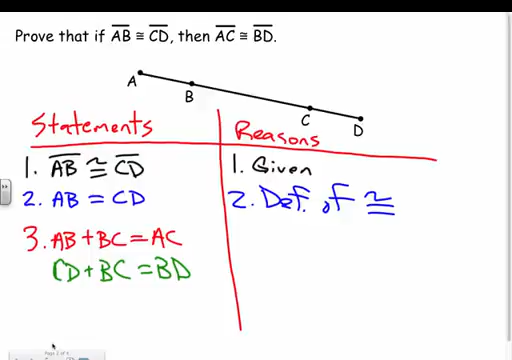 Prove that if AB ≅ CD, then AC ≅ BD.
A
B
C
D
Statements Reasons
1. AB ≅ CD 1. Given
2. AB = CD 2. Def. of ≅
3. AB + BC = AC
CD + BC = BD